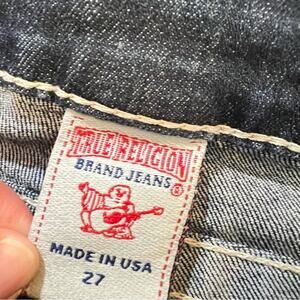 TRUE RELIGION
BRAND JEANS®
MADE IN USA
27